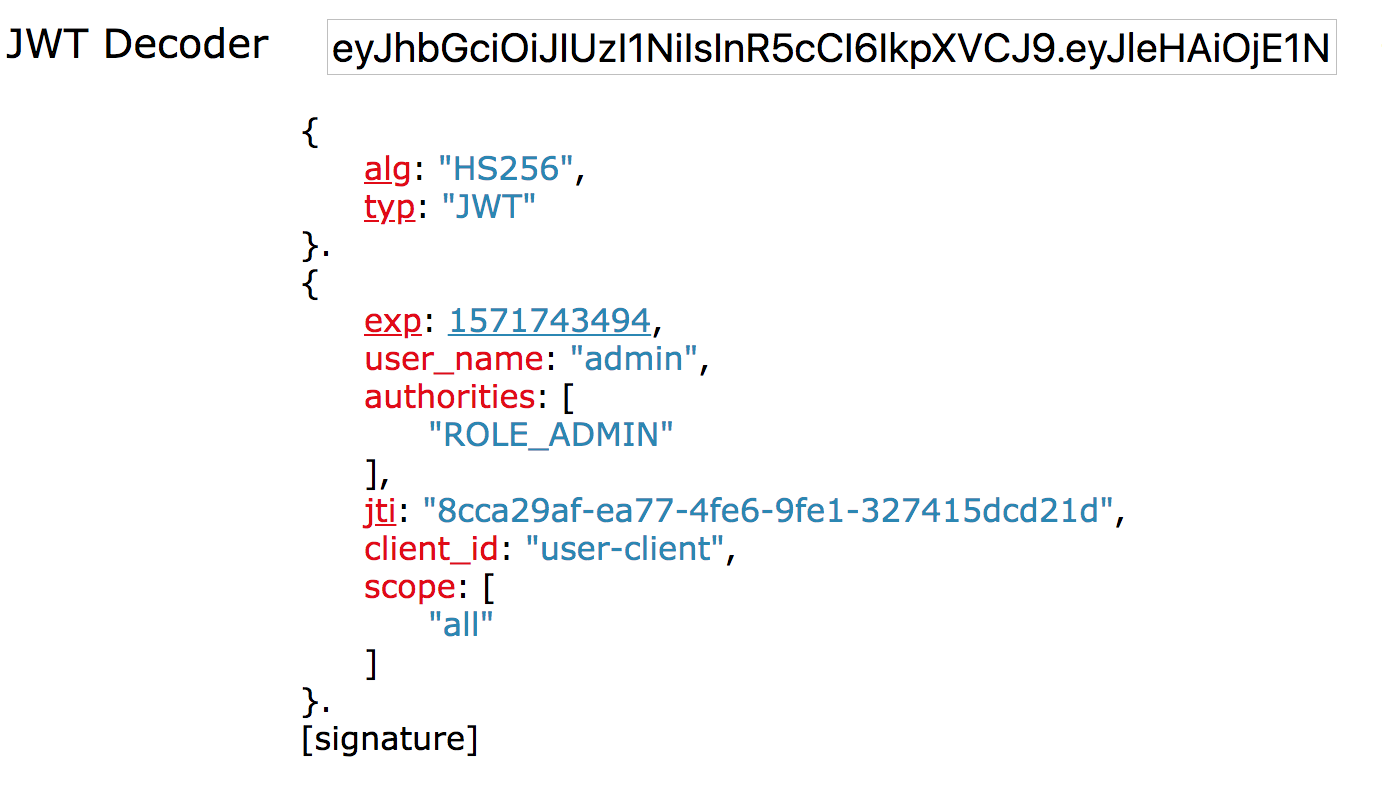 JWT Decoder eyJhbGciOiJIUzI1NiIsInR5cCI6IkpXVCJ9.eyJleHAiOjE1N
{
alg: "HS256",
typ: "JWT"
}.
{
exp: 1571743494,
user_name: "admin",
authorities: [
"ROLE_ADMIN"
],
jti: "8cca29af-ea77-4fe6-9fe1-327415dcd21d",
client_id: "user-client",
scope: [
"all"
]
}.
[signature]